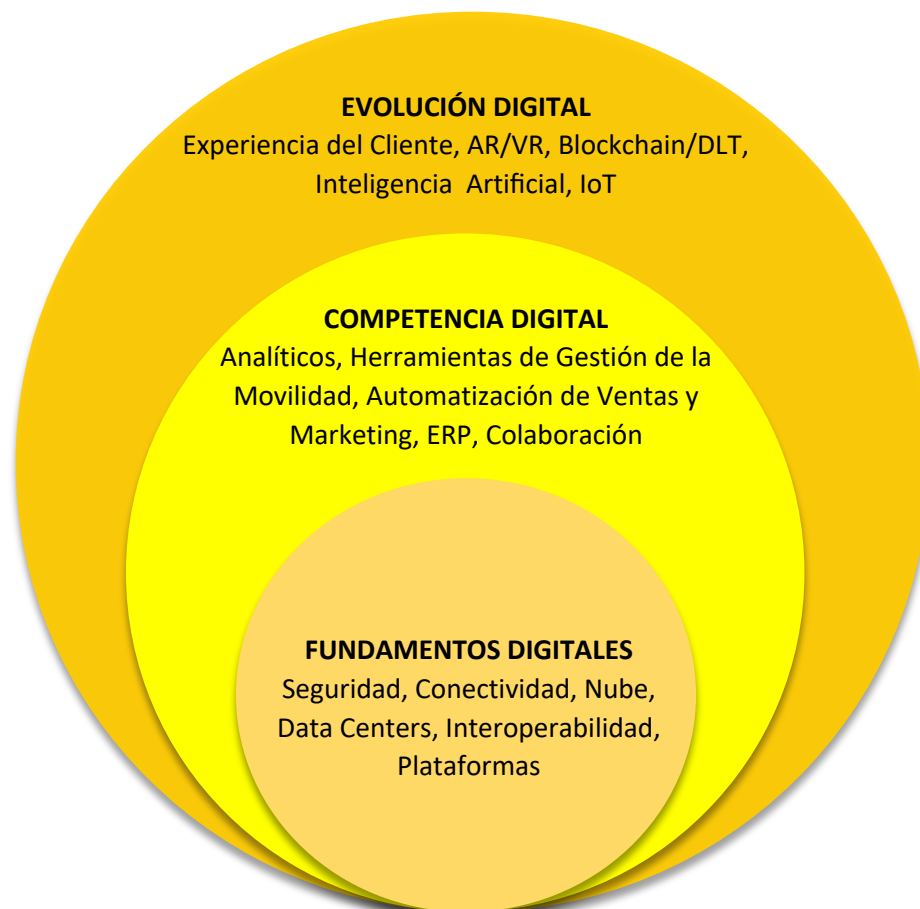 EVOLUCIÓN DIGITAL
Experiencia del Cliente, AR/VR, Blockchain/DLT,
Inteligencia  Artificial, IoT
COMPETENCIA DIGITAL
Analíticos, Herramientas de Gestión de la
Movilidad, Automatización de Ventas y
Marketing, ERP, Colaboración
FUNDAMENTOS DIGITALES
Seguridad, Conectividad, Nube,
Data Centers, Interoperabilidad,
Plataformas